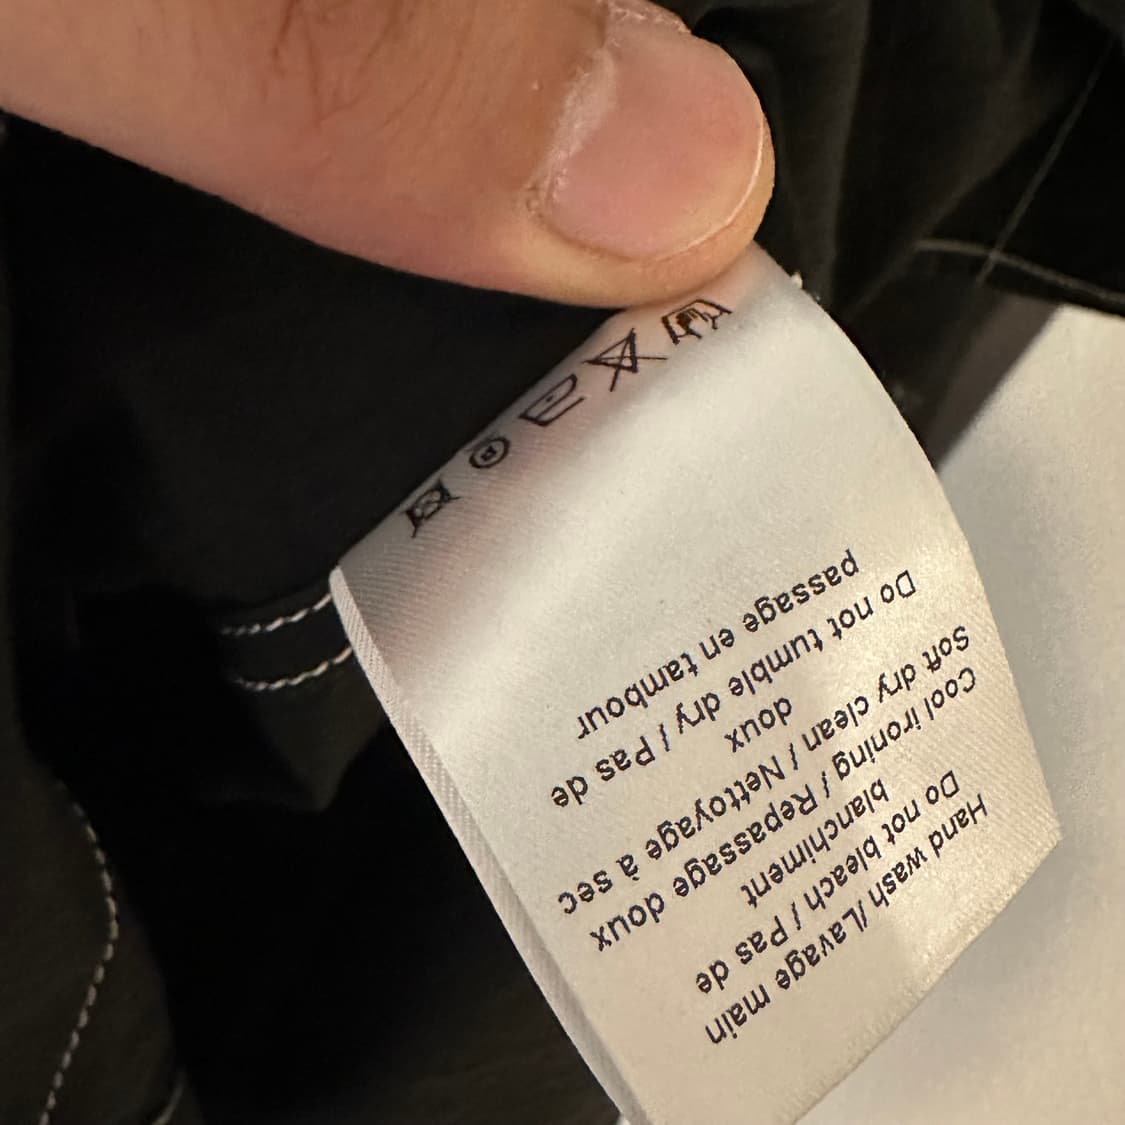 Hand wash /Lavage main
Do not bleach / Pas de
blanchiment
Cool ironing / Repassage doux
Soft dry clean / Nettoyage à sec
doux
Do not tumble dry / Pas de
passage en tambour